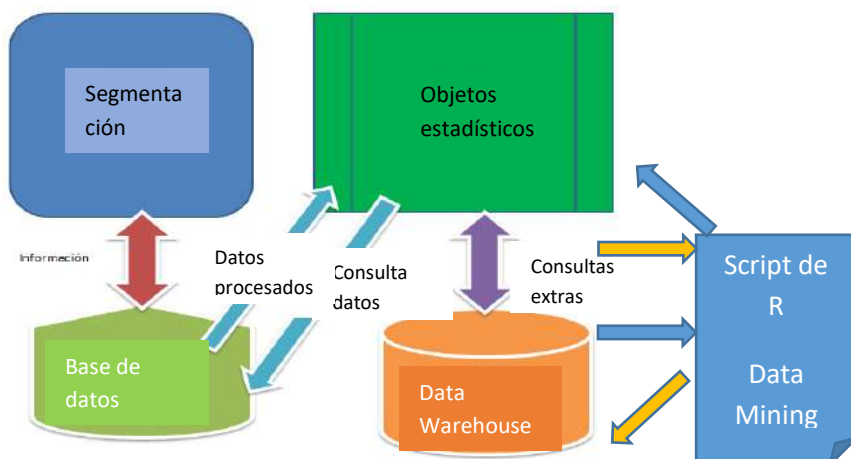 Segmenta
ción
Objetos
estadísticos
Información
Datos
procesados
Consulta
datos
Consultas
extras
Script de
R
Data
Mining
Base de
datos
Data
Warehouse